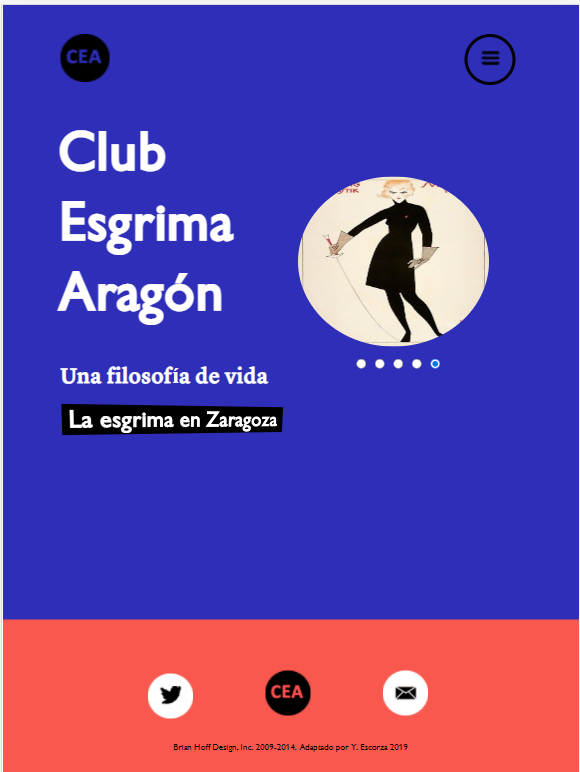 CEA
Club
Esgrima
Aragón
Una filosofía de vida
La esgrima en Zaragoza
CEA
Brian Hoff Design, Inc. 2009-2014. Adaptado por Y. Escorza 2019